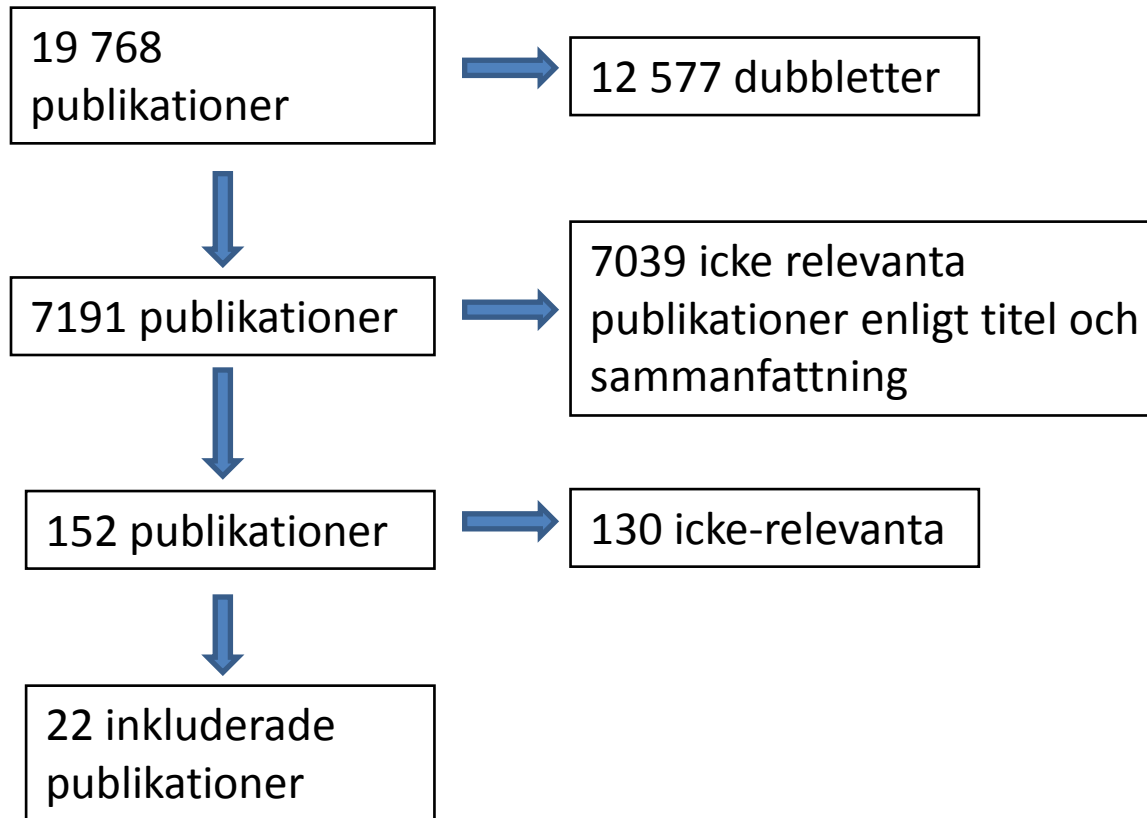 19 768
publikationer
12 577 dubbletter
7191 publikationer
7039 icke relevanta
publikationer enligt titel och
sammanfattning
152 publikationer
130 icke-relevanta
22 inkluderade
publikationer